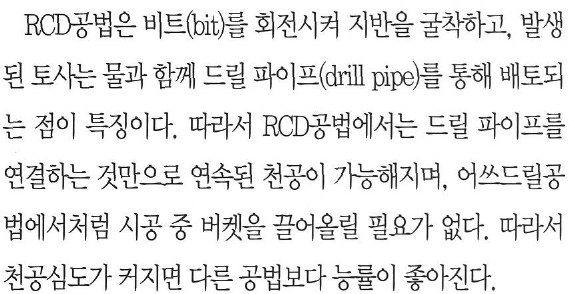 RCD공법은 비트(bit)를 회전시켜 지반을 굴착하고, 발생
된 토사는 물과 함께 드릴 파이프(drill pipe)를 통해 배토되
는 점이 특징이다. 따라서 RCD공법에서는 드릴 파이프를
연결하는 것만으로 연속된 천공이 가능해지며, 어쓰드릴공
법에서처럼 시공 중 버켓을 끌어올릴 필요가 없다. 따라서
천공심도가 커지면 다른 공법보다 능률이 좋아진다.